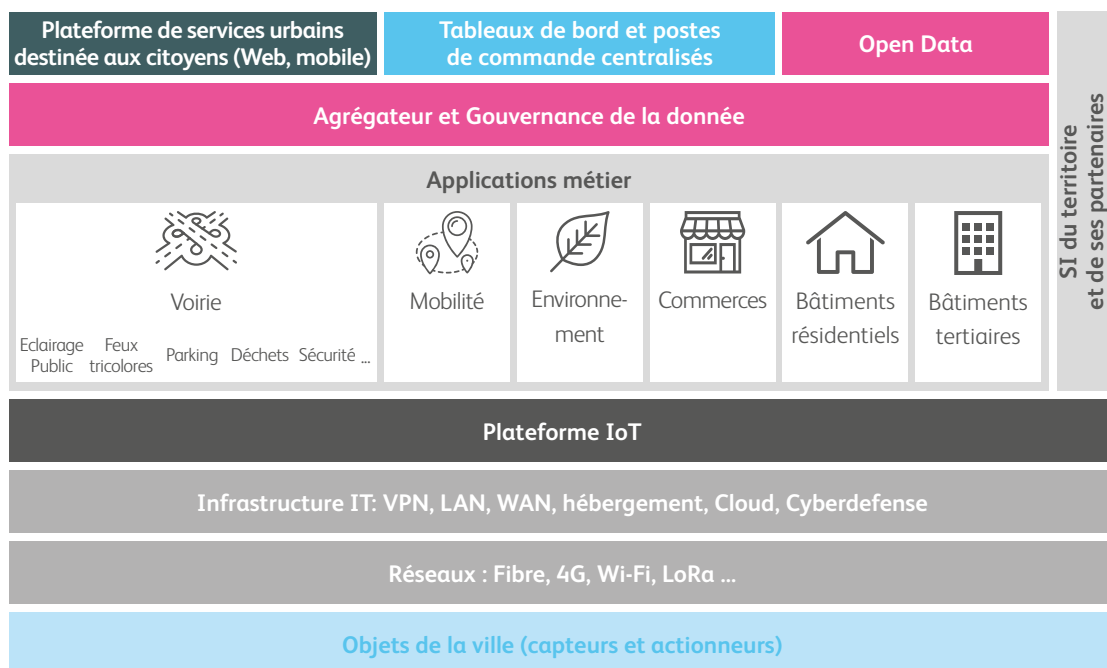 Plateforme de services urbains
destinée aux citoyens (Web, mobile)
Tableaux de bord et postes
de commande centralisés
Open Data
Agrégateur et Gouvernance de la donnée
Applications métier
Voirie
Eclairage
Public
Feux
tricolores
Parking
Déchets
Sécurité ...
Mobilité
Environne-
ment
Commerces
Bâtiments
résidentiels
Bâtiments
tertiaires
SI du territoire
et de ses partenaires
Plateforme IoT
Infrastructure IT: VPN, LAN, WAN, hébergement, Cloud, Cyberdefense
Réseaux : Fibre, 4G, Wi-Fi, LoRa ...
Objets de la ville (capteurs et actionneurs)